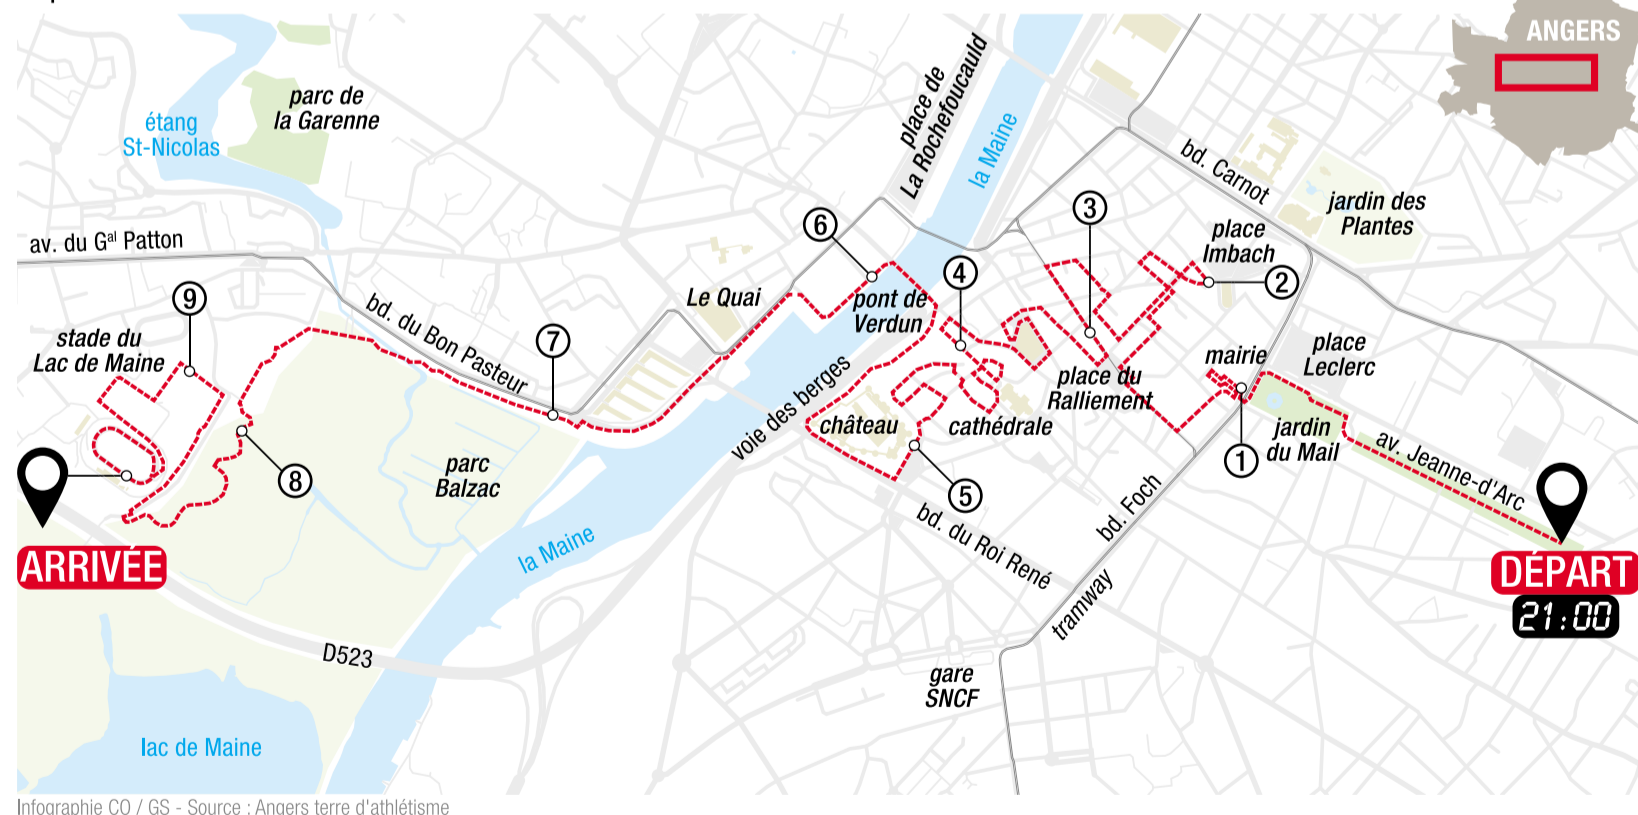 ANGERS
parc de
la Garenne
étang
St-Nicolas
place de
La Rochefoucauld
la Maine
bd. Carnot
jardin des
Plantes
place
Imbach
av. du Gal Patton
6
3
4
2
9
Le Quai
pont de
Verdun
bd. du Bon Pasteur
7
stade du
Lac de Maine
mairie
place
Leclerc
place du
Ralliement
voie des berges
château
cathédrale
1
jardin
du Mail
av. Jeanne-d'Arc
parc
Balzac
8
5
bd. du Roi René
bd. Foch
la Maine
tramway
ARRIVÉE
DÉPART
21:00
D523
gare
SNCF
lac de Maine
Infographie CO / GS - Source : Angers terre d'athlétisme